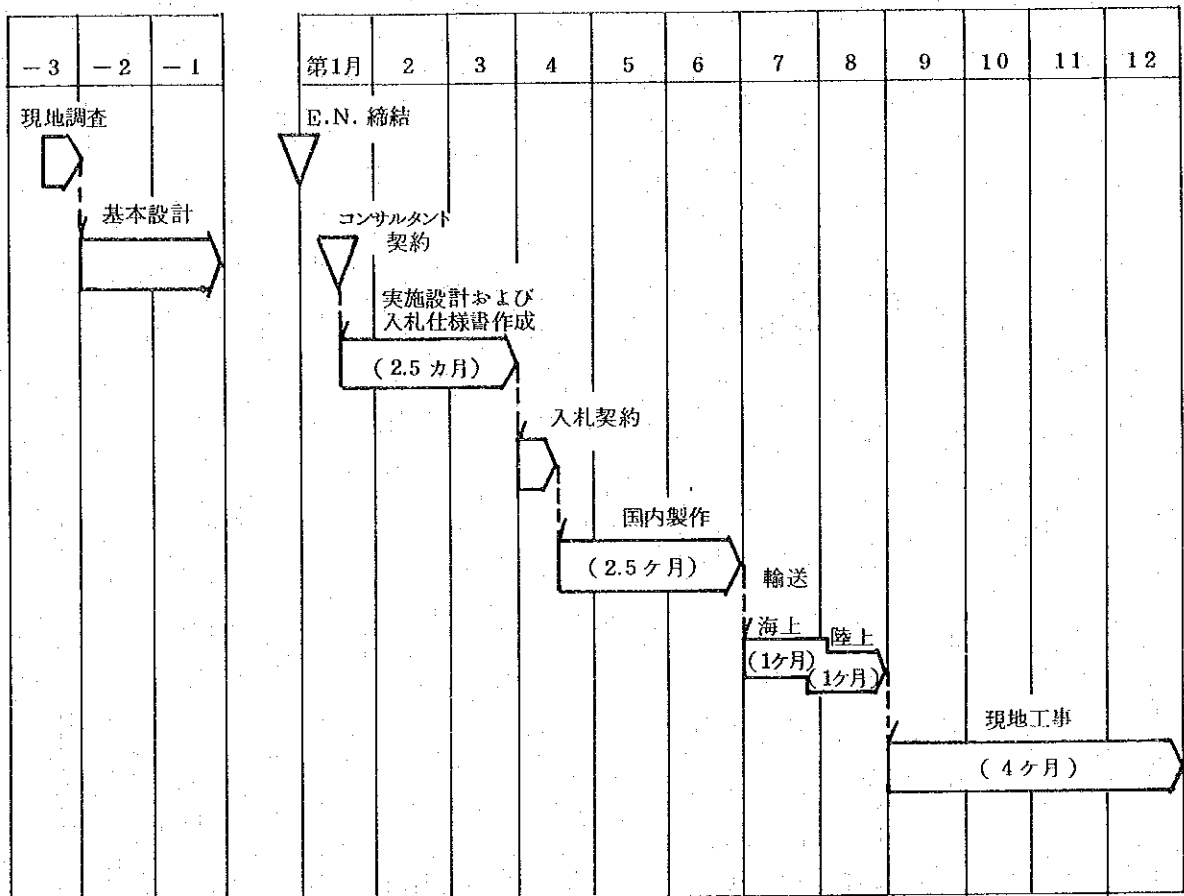 －3 －2 －1 第1月 2 3 4 5 6 7 8 9 10 11 12
現地調査
E.N. 締結
基本設計
コンサルタント
契約
実施設計および
入札仕様書作成
(2.5 カ月)
入札契約
国内製作
(2.5 ケ月)
輸送
海上
陸上
(1ケ月)
(1ケ月)
現地工事
(4ケ月)